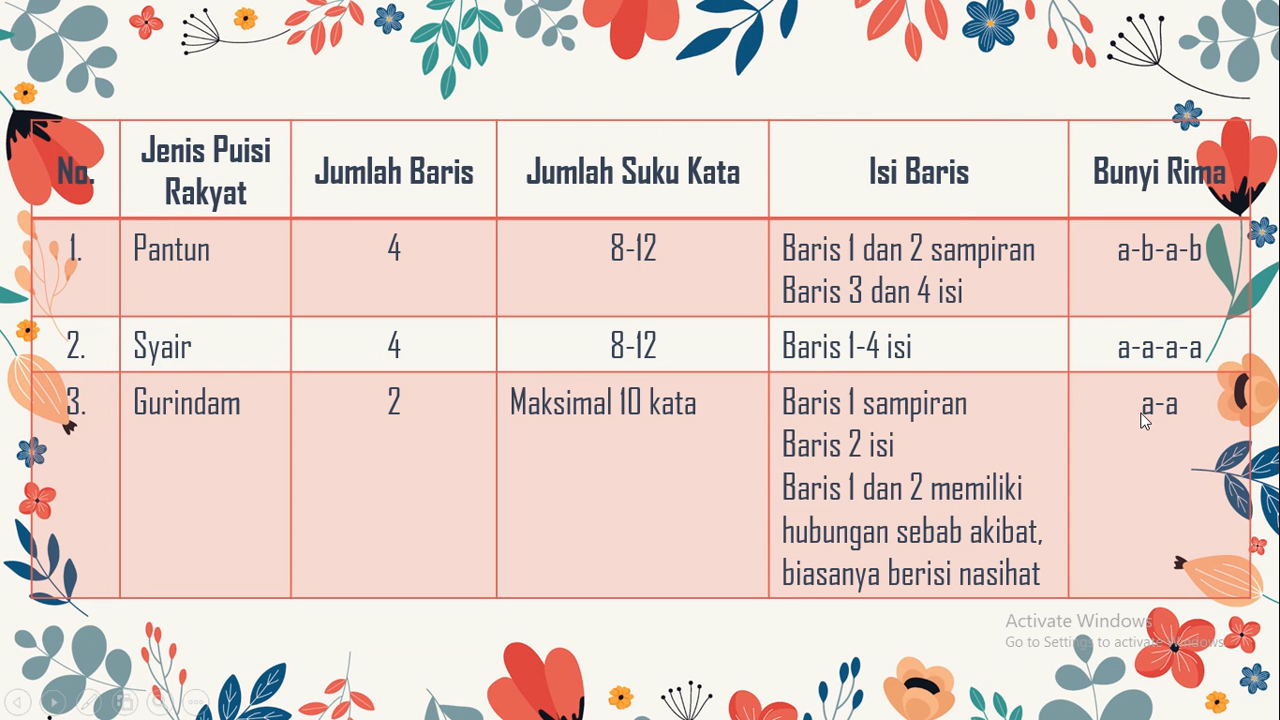 No.
Jenis Puisi
Rakyat
Jumlah Baris
Jumlah Suku Kata
Isi Baris
Bunyi Rima
1.
Pantun
4
8-12
Baris 1 dan 2 sampiran
Baris 3 dan 4 isi
a-b-a-b
2.
Syair
4
8-12
Baris 1-4 isi
a-a-a-a
3.
Gurindam
2
Maksimal 10 kata
Baris 1 sampiran
Baris 2 isi
Baris 1 dan 2 memiliki
hubungan sebab akibat,
biasanya berisi nasihat
a-a
Activate Windows
Go to Settings to activate Windows.